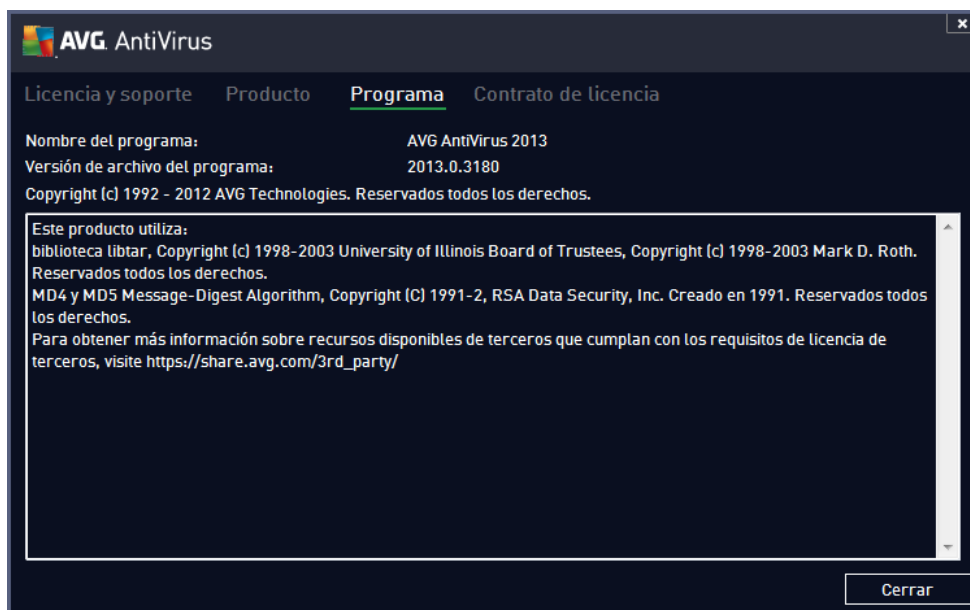 AVG. AntiVirus
Licencia y soporte Producto Programa Contrato de licencia
Nombre del programa: AVG AntiVirus 2013
Versión de archivo del programa: 2013.0.3180
Copyright (c) 1992 - 2012 AVG Technologies. Reservados todos los derechos.
Este producto utiliza:
biblioteca libtar, Copyright (c) 1998-2003 University of Illinois Board of Trustees, Copyright (c) 1998-2003 Mark D. Roth.
Reservados todos los derechos.
MD4 y MD5 Message-Digest Algorithm, Copyright (C) 1991-2, RSA Data Security, Inc. Creado en 1991. Reservados todos
los derechos.
Para obtener más información sobre recursos disponibles de terceros que cumplan con los requisitos de licencia de
terceros, visite https://share.avg.com/3rd_party/
Cerrar